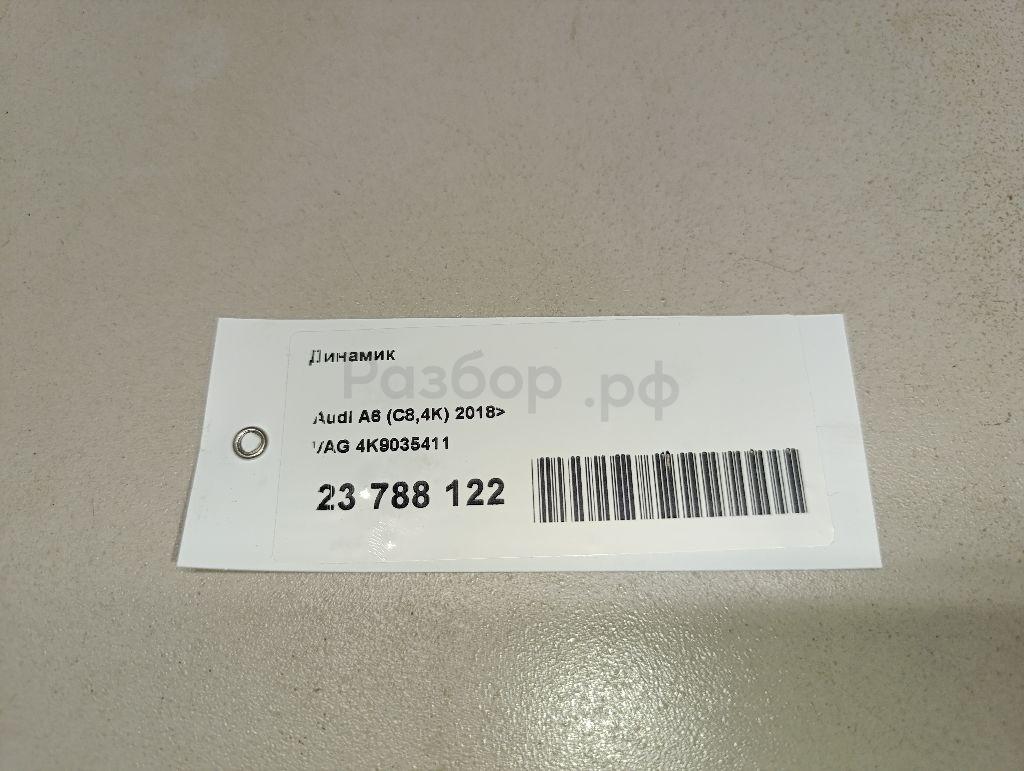 Динамик
Разбор.рф
Audi A6 (C8,4K) 2018>
VAG 4K9035411
23 788 122